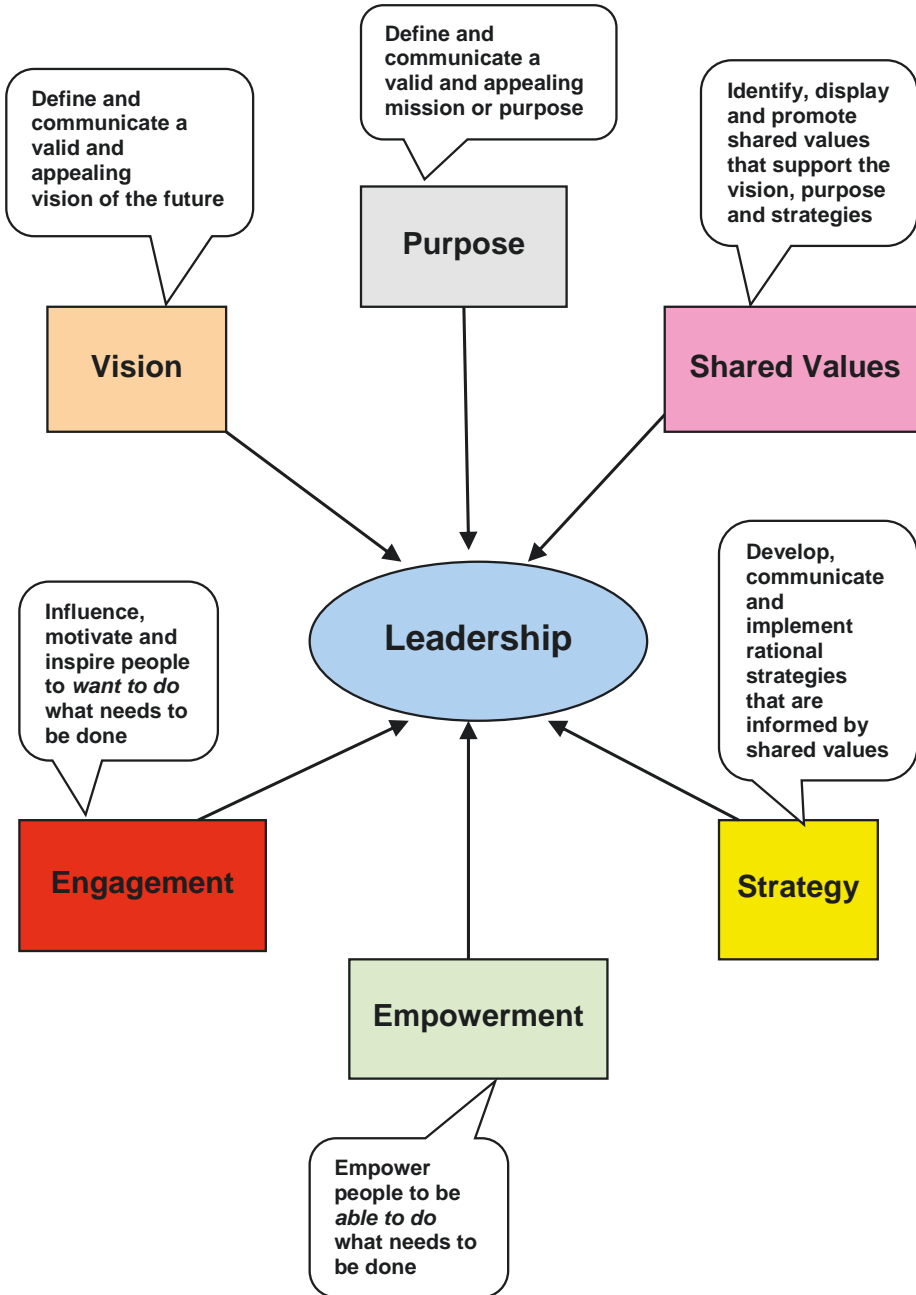 Define and
communicate a
valid and appealing
mission or purpose
Define and
communicate a
valid and
appealing
vision of the future
Identify, display
and promote
shared values
that support the
vision, purpose
and strategies
Purpose
Vision
Shared Values
Leadership
Influence,
motivate and
inspire people
to want to do
what needs to
be done
Develop,
communicate
and
implement
rational
strategies
that are
informed by
shared values
Engagement
Strategy
Empowerment
Empower
people to be
able to do
what needs to
be done